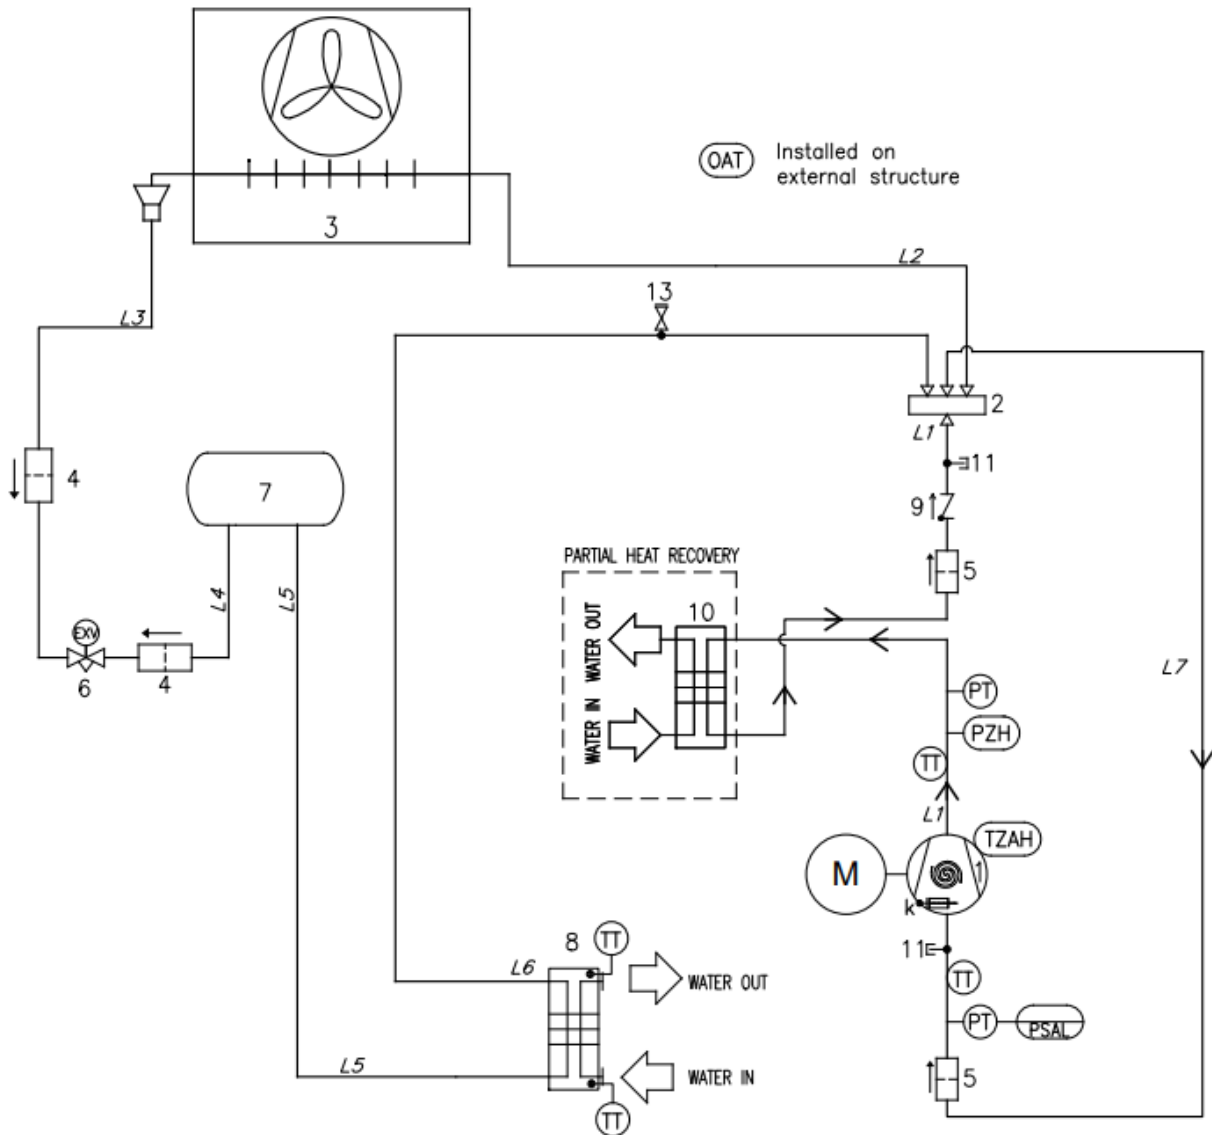 OAT
Installed on
external structure
3
L2
13
L3
2
L1
11
4
7
9
PARTIAL HEAT RECOVERY
5
10
L4
L5
WATER OUT
WATER IN
EXV
6
4
L7
PT
PZH
TT
L1
TZAH
M
1
k
11
8
TT
TT
L6
WATER OUT
PT
PSAL
L5
WATER IN
5
TT